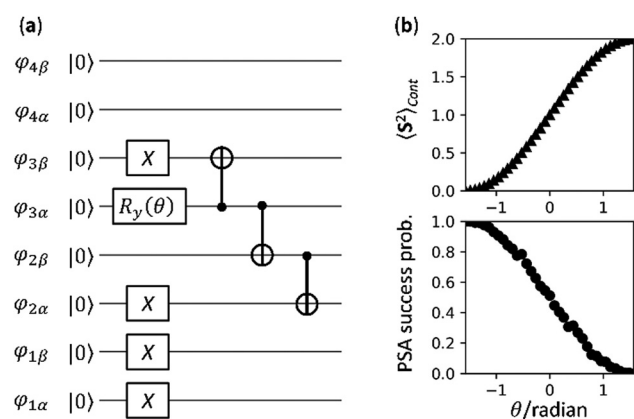 (a)
φ4β |0⟩
φ4α |0⟩
φ3β |0⟩ X
φ3α |0⟩ Ry(θ)
φ2β |0⟩
φ2α |0⟩ X
φ1β |0⟩ X
φ1α |0⟩ X
(b)
⟨S²⟩Cont
2.0
1.5
1.0
0.5
0.0
−1 0 1
PSA success prob.
1.0
0.8
0.6
0.4
0.2
0.0
−1 0 1
θ/radian